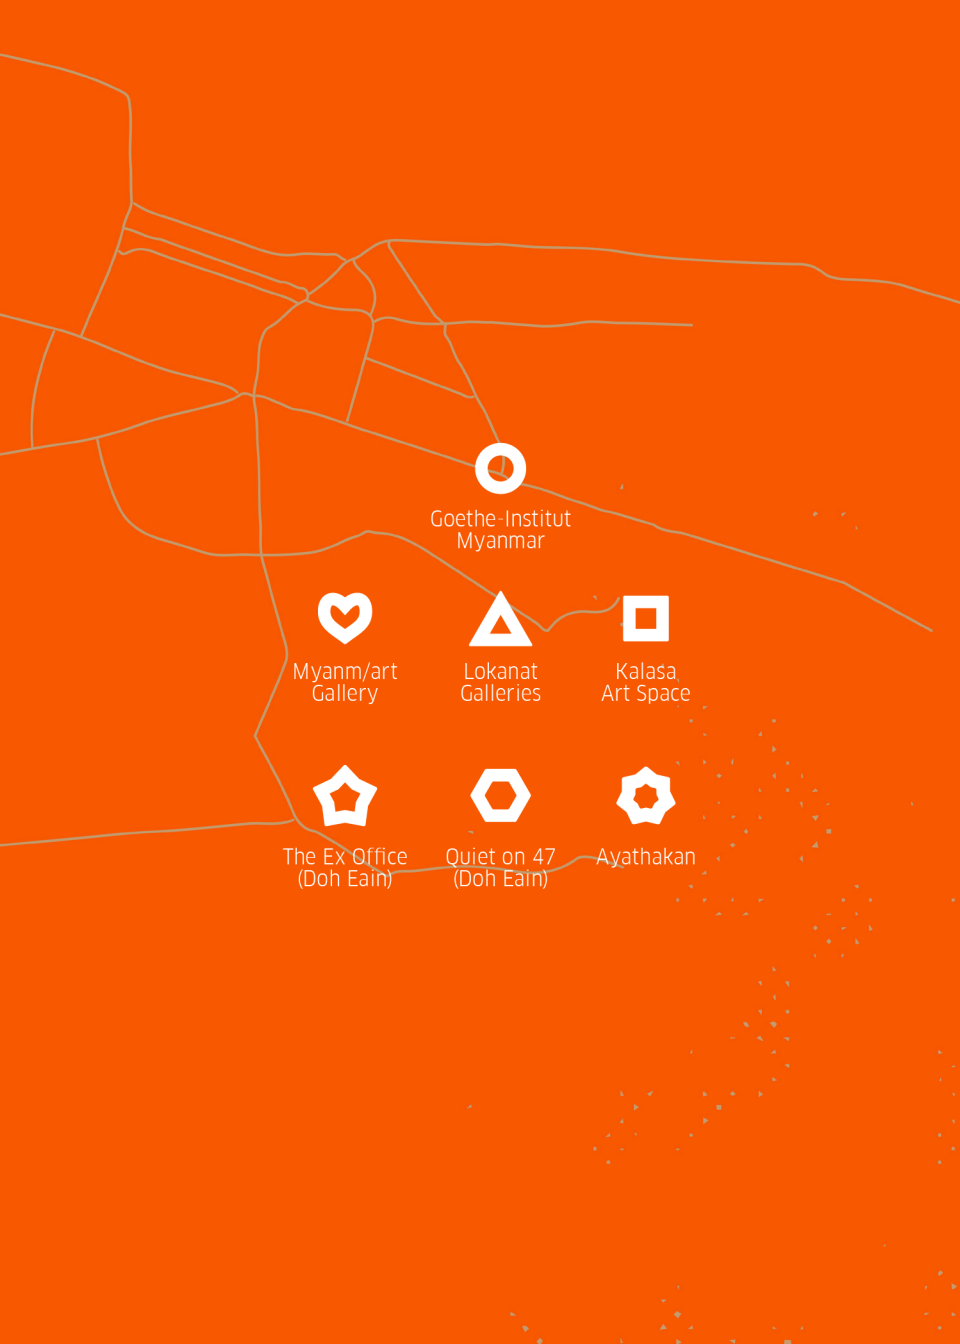 Goethe-Institut
Myanmar
Myanm/art
Gallery
Lokanat
Galleries
Kalasa
Art Space
The Ex Office
(Doh Eain)
Quiet on 47
(Doh Eain)
Ayathakan